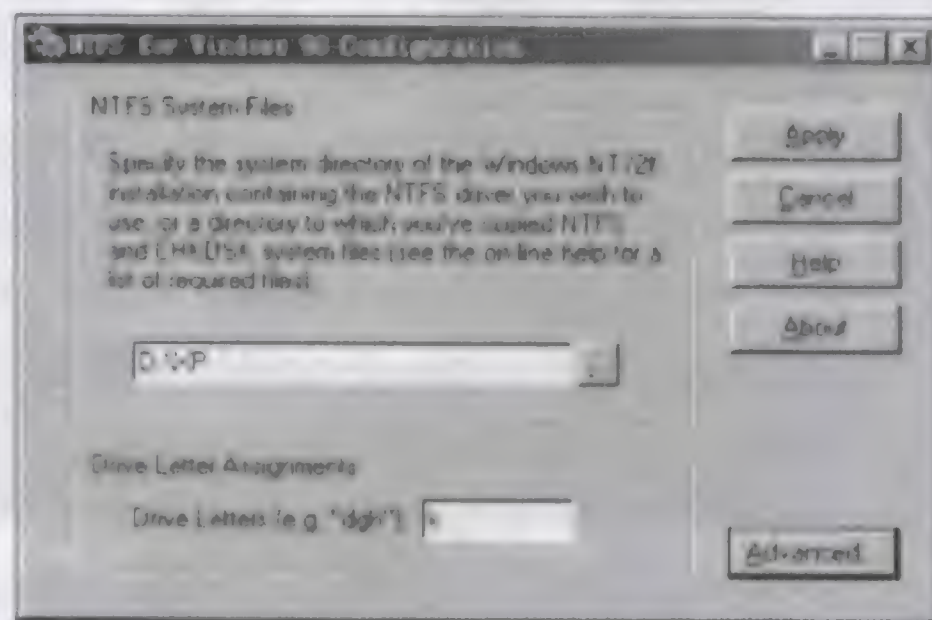 NTFS for Windows 98 Configuration
NTFS System Files
Apply
Specify the system directory of the Windows NT/2K
installation containing the NTFS driver you wish to
use, or a directory to which you've copied NTFS
and CHKDSK system files (see the on-line help for a
list of required files)
Cancel
Help
About
D:\XP
Drive Letter Assignments
Drive Letters (e.g. "dgh"):
Advanced...